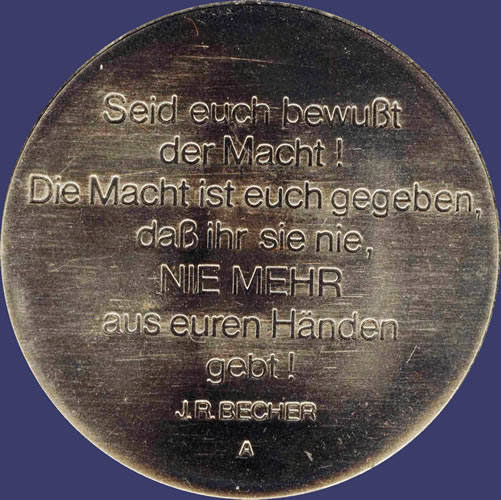 Seid euch bewußt
der Macht !
Die Macht ist euch gegeben,
daß ihr sie nie,
NIE MEHR
aus euren Händen
gebt !
J. R. BECHER
A